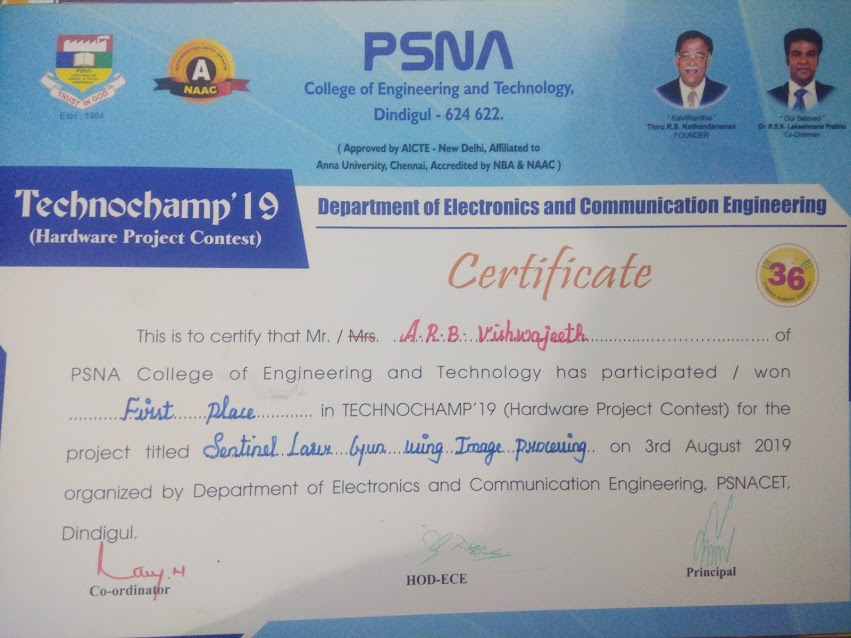 PSNA
College of Engineering and Technology,
Dindigul - 624 622.
( Approved by AICTE - New Delhi, Affiliated to
Anna University, Chennai, Accredited by NBA & NAAC )
PSNA
TRUST IN GOD
Estd : 1984
A
NAAC
" Kalvithanthai "
Thiru.R.S. Kothandaraman
FOUNDER
" Our Beloved "
Dr. R.S.K. Lakshmana Prabhu
Co-Chairman
Technochamp'19
(Hardware Project Contest)
Department of Electronics and Communication Engineering
Certificate
36
This is to certify that Mr. / Mrs. A.R.B. Vishwajeeth of
PSNA College of Engineering and Technology has participated / won
First place in TECHNOCHAMP'19 (Hardware Project Contest) for the
project titled Sentinel Laser Gun using Image processing on 3rd August 2019
organized by Department of Electronics and Communication Engineering, PSNACET,
Dindigul.
Co-ordinator
HOD-ECE
Principal